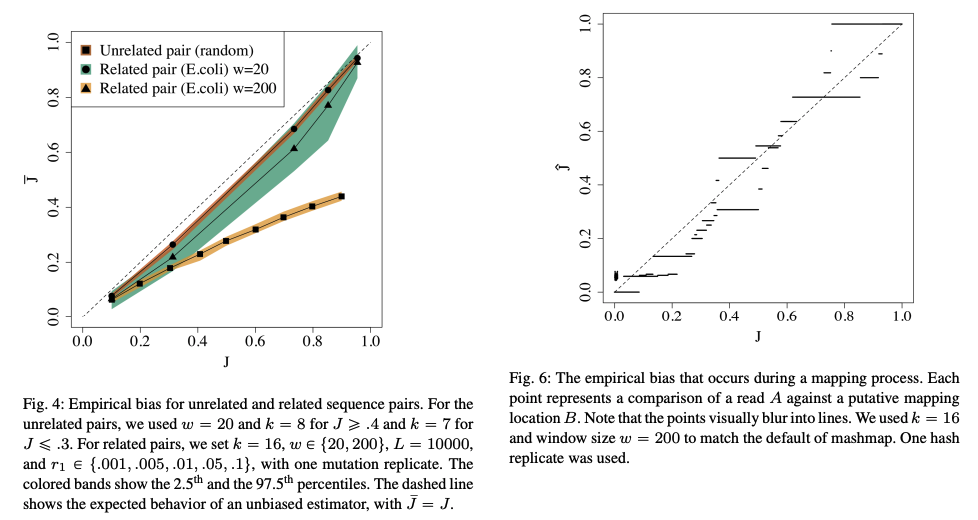 1.0
0.8
0.6
0.4
0.2
0.0
J̄
Unrelated pair (random)
Related pair (E.coli) w=20
Related pair (E.coli) w=200
0.0 0.2 0.4 0.6 0.8 1.0
J
Fig. 4: Empirical bias for unrelated and related sequence pairs. For the
unrelated pairs, we used w = 20 and k = 8 for J ⩾ .4 and k = 7 for
J ⩽ .3. For related pairs, we set k = 16, w ∈ {20, 200}, L = 10000,
and r₁ ∈ {.001, .005, .01, .05, .1}, with one mutation replicate. The
colored bands show the 2.5ᵗʰ and the 97.5ᵗʰ percentiles. The dashed line
shows the expected behavior of an unbiased estimator, with J̄ = J.
1.0
0.8
0.6
0.4
0.2
0.0
Ĵ
0.0 0.2 0.4 0.6 0.8 1.0
J
Fig. 6: The empirical bias that occurs during a mapping process. Each
point represents a comparison of a read A against a putative mapping
location B. Note that the points visually blur into lines. We used k = 16
and window size w = 200 to match the default of mashmap. One hash
replicate was used.